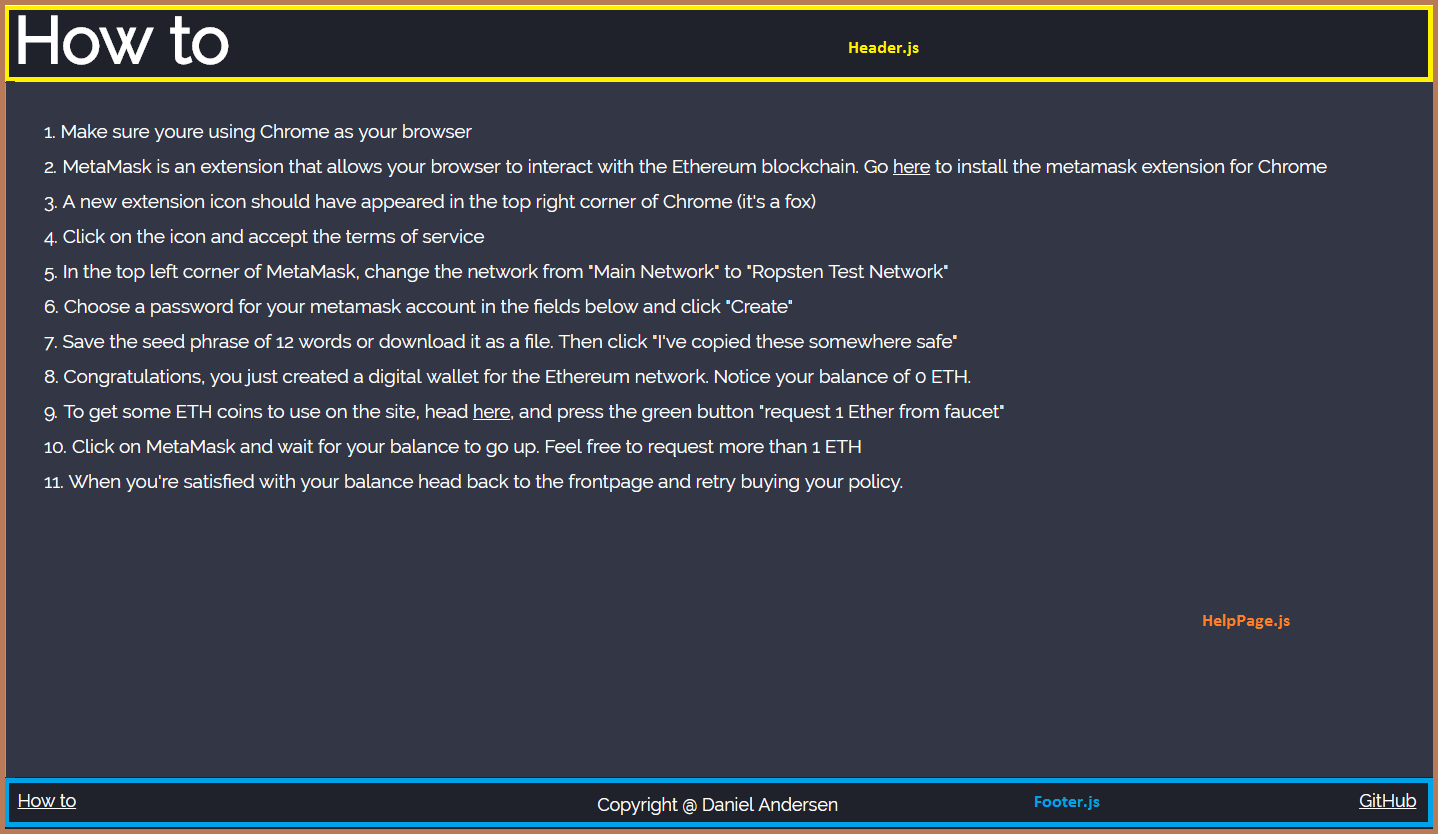 How to
Header.js
1. Make sure youre using Chrome as your browser
2. MetaMask is an extension that allows your browser to interact with the Ethereum blockchain. Go here to install the metamask extension for Chrome
3. A new extension icon should have appeared in the top right corner of Chrome (it's a fox)
4. Click on the icon and accept the terms of service
5. In the top left corner of MetaMask, change the network from "Main Network" to "Ropsten Test Network"
6. Choose a password for your metamask account in the fields below and click "Create"
7. Save the seed phrase of 12 words or download it as a file. Then click "I've copied these somewhere safe"
8. Congratulations, you just created a digital wallet for the Ethereum network. Notice your balance of 0 ETH.
9. To get some ETH coins to use on the site, head here, and press the green button "request 1 Ether from faucet"
10. Click on MetaMask and wait for your balance to go up. Feel free to request more than 1 ETH
11. When you're satisfied with your balance head back to the frontpage and retry buying your policy.
HelpPage.js
How to
Copyright @ Daniel Andersen
Footer.js
GitHub